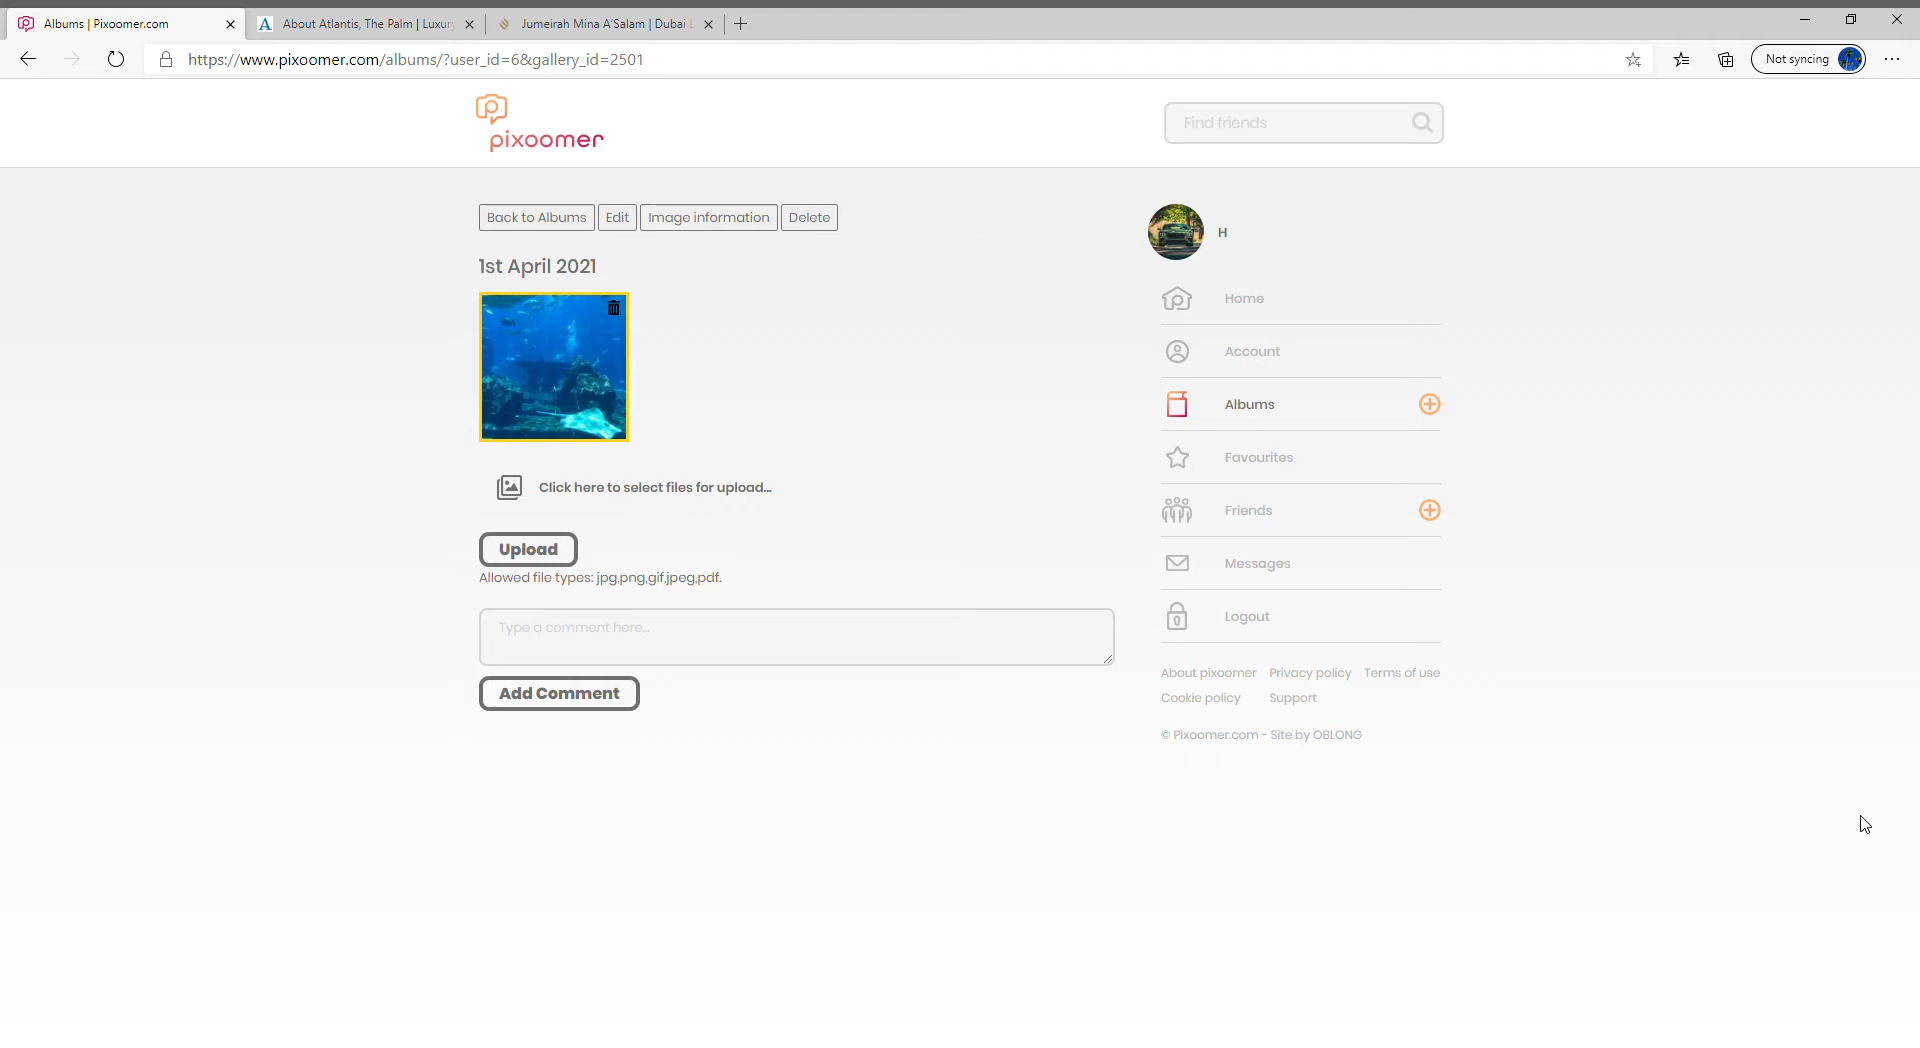 Albums | Pixoomer.com
About Atlantis, The Palm | Luxur
Jumeirah Mina A'Salam | Dubai L
https://www.pixoomer.com/albums/?user_id=6&gallery_id=2501
Not syncing
pixoomer
Find friends
Back to Albums
Edit
Image information
Delete
1st April 2021
Click here to select files for upload...
Upload
Allowed file types: jpg,png,gif,jpeg,pdf.
Type a comment here...
Add Comment
H
Home
Account
Albums
Favourites
Friends
Messages
Logout
About pixoomer Privacy policy Terms of use
Cookie policy Support
© Pixoomer.com - Site by OBLONG